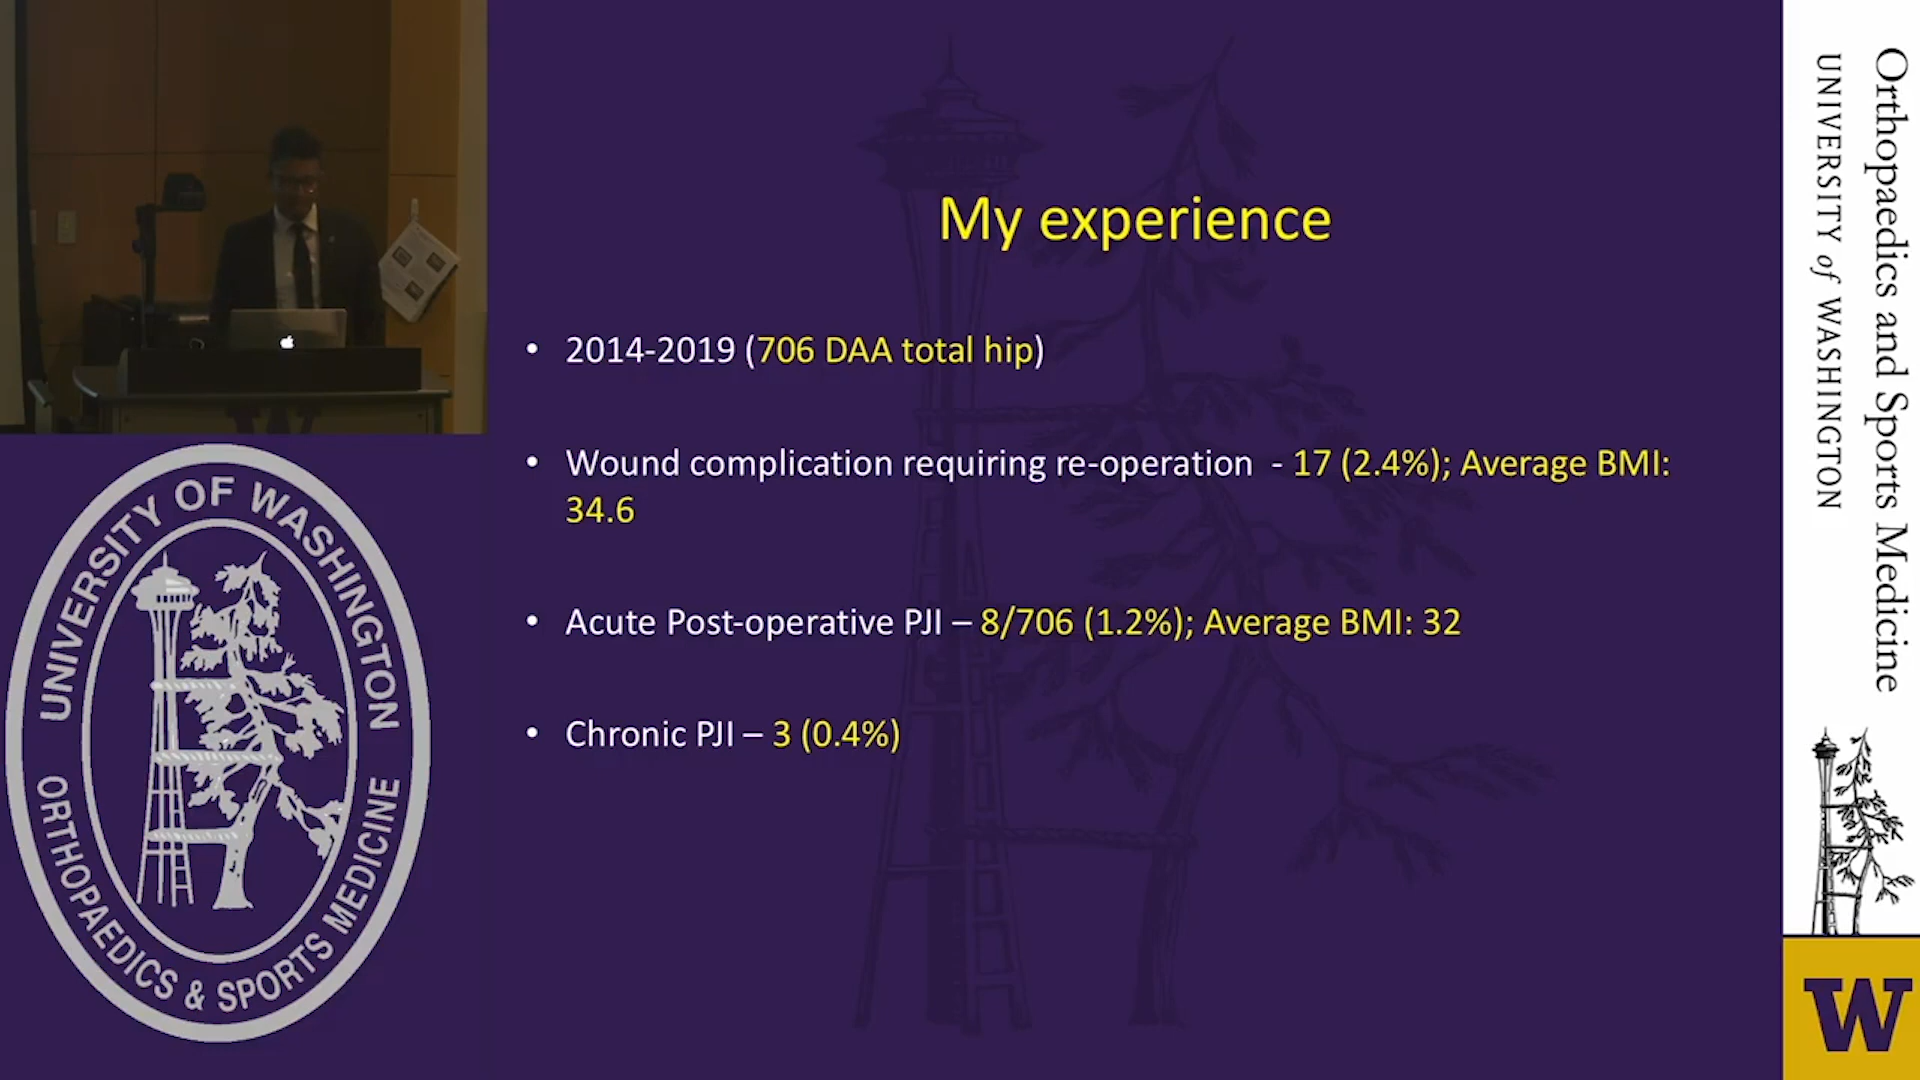 My experience
• 2014-2019 (706 DAA total hip)
• Wound complication requiring re-operation - 17 (2.4%); Average BMI:
34.6
• Acute Post-operative PJI – 8/706 (1.2%); Average BMI: 32
• Chronic PJI – 3 (0.4%)
UNIVERSITY OF WASHINGTON
ORTHOPAEDICS & SPORTS MEDICINE
Orthopaedics and Sports Medicine
UNIVERSITY of WASHINGTON
W